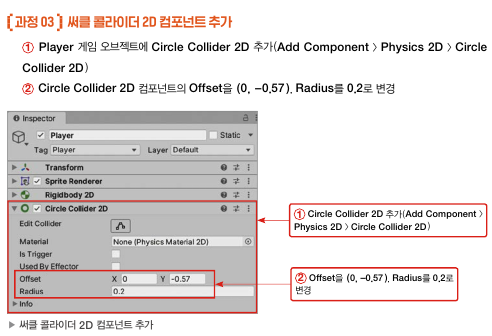 [과정 03] 써클 콜라이더 2D 컴포넌트 추가
① Player 게임 오브젝트에 Circle Collider 2D 추가(Add Component > Physics 2D > Circle
Collider 2D)
② Circle Collider 2D 컴포넌트의 Offset을 (0, -0.57), Radius를 0.2로 변경
Inspector
Player Static
Tag Player Layer Default
Transform
Sprite Renderer
Rigidbody 2D
Circle Collider 2D
Edit Collider
Material None (Physics Material 2D)
Is Trigger
Used By Effector
Offset X 0 Y -0.57
Radius 0.2
Info
① Circle Collider 2D 추가(Add Component >
Physics 2D > Circle Collider 2D)
② Offset을 (0, -0.57), Radius를 0.2로
변경
▶ 써클 콜라이더 2D 컴포넌트 추가